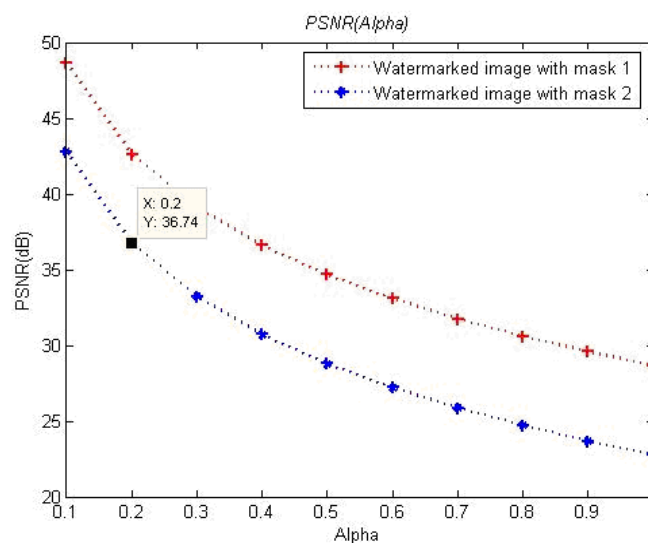 PSNR(Alpha)
50
45
40
35
30
25
20
PSNR(dB)
Watermarked image with mask 1
Watermarked image with mask 2
X: 0.2
Y: 36.74
0.1 0.2 0.3 0.4 0.5 0.6 0.7 0.8 0.9
Alpha